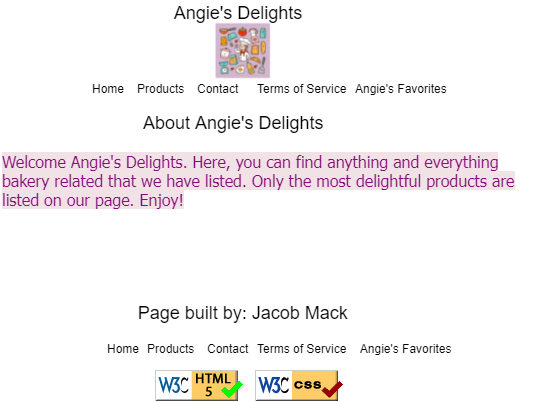 Angie's Delights
Home Products Contact Terms of Service Angie's Favorites
About Angie's Delights
Welcome Angie's Delights. Here, you can find anything and everything
bakery related that we have listed. Only the most delightful products are
listed on our page. Enjoy!
Page built by: Jacob Mack
Home Products Contact Terms of Service Angie's Favorites
W3C HTML 5 W3C css